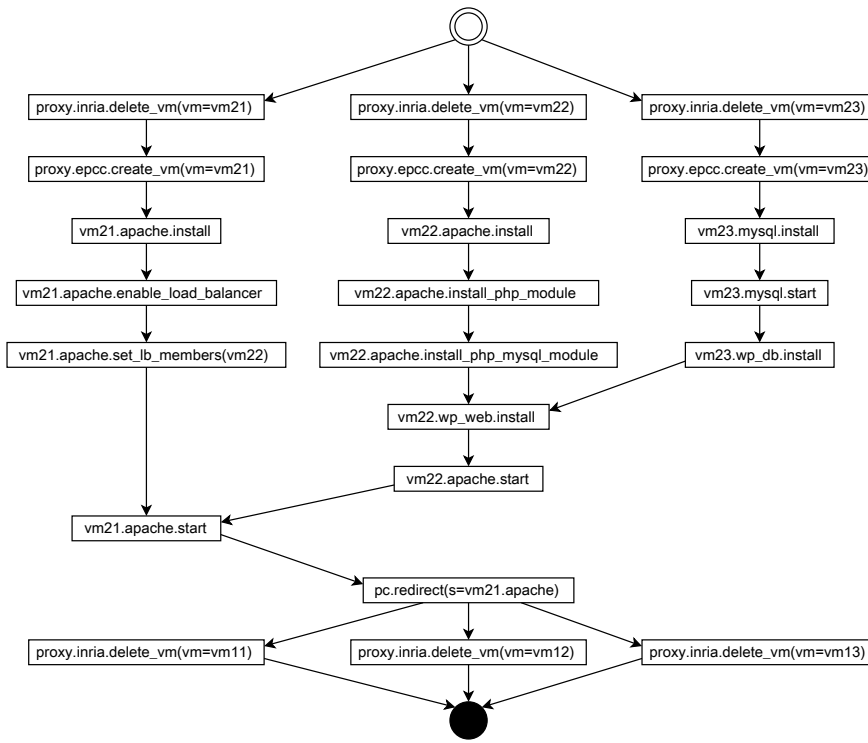 proxy.inria.delete_vm(vm=vm21)
proxy.inria.delete_vm(vm=vm22)
proxy.inria.delete_vm(vm=vm23)
proxy.epcc.create_vm(vm=vm21)
proxy.epcc.create_vm(vm=vm22)
proxy.epcc.create_vm(vm=vm23)
vm21.apache.install
vm22.apache.install
vm23.mysql.install
vm21.apache.enable_load_balancer
vm22.apache.install_php_module
vm23.mysql.start
vm21.apache.set_lb_members(vm22)
vm22.apache.install_php_mysql_module
vm23.wp_db.install
vm22.wp_web.install
vm22.apache.start
vm21.apache.start
pc.redirect(s=vm21.apache)
proxy.inria.delete_vm(vm=vm11)
proxy.inria.delete_vm(vm=vm12)
proxy.inria.delete_vm(vm=vm13)